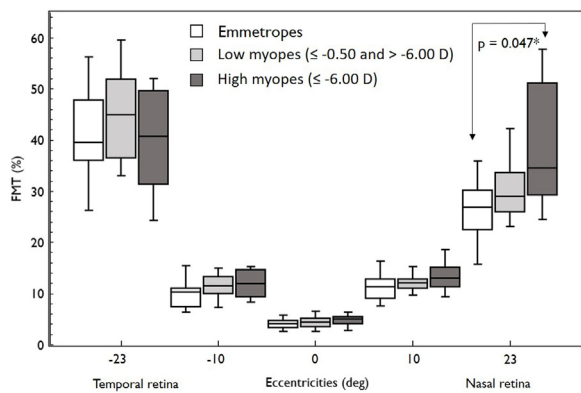 Emmetropes
Low myopes (≤ -0.50 and > -6.00 D)
High myopes (≤ -6.00 D)
p = 0.047*
FMT (%)
60
50
40
30
20
10
0
-23 -10 0 10 23
Temporal retina Eccentricities (deg) Nasal retina